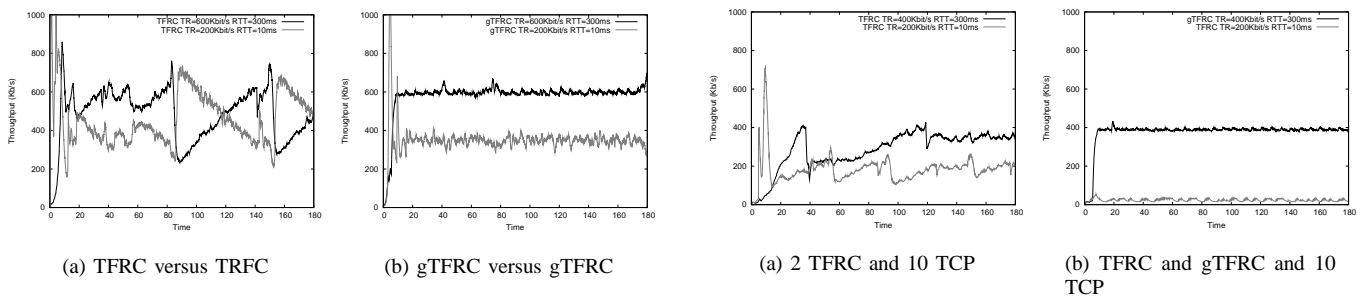 TFRC TR=600Kbit/s RTT=300ms
TFRC TR=200Kbit/s RTT=10ms
1000
800
600
400
200
0
Throughput (Kb/s)
0 20 40 60 80 100 120 140 160 180
Time
(a) TFRC versus TRFC
gTFRC TR=600Kbit/s RTT=300ms
gTFRC TR=200Kbit/s RTT=10ms
1000
800
600
400
200
0
Throughput (Kb/s)
0 20 40 60 80 100 120 140 160 180
Time
(b) gTFRC versus gTFRC
TFRC TR=400Kbit/s RTT=300ms
TFRC TR=200Kbit/s RTT=10ms
1000
800
600
400
200
0
Throughput (Kb/s)
0 20 40 60 80 100 120 140 160 180
Time
(a) 2 TFRC and 10 TCP
gTFRC TR=400Kbit/s RTT=300ms
TFRC TR=200Kbit/s RTT=10ms
1000
800
600
400
200
0
Throughput (Kb/s)
0 20 40 60 80 100 120 140 160 180
Time
(b) TFRC and gTFRC and 10
TCP